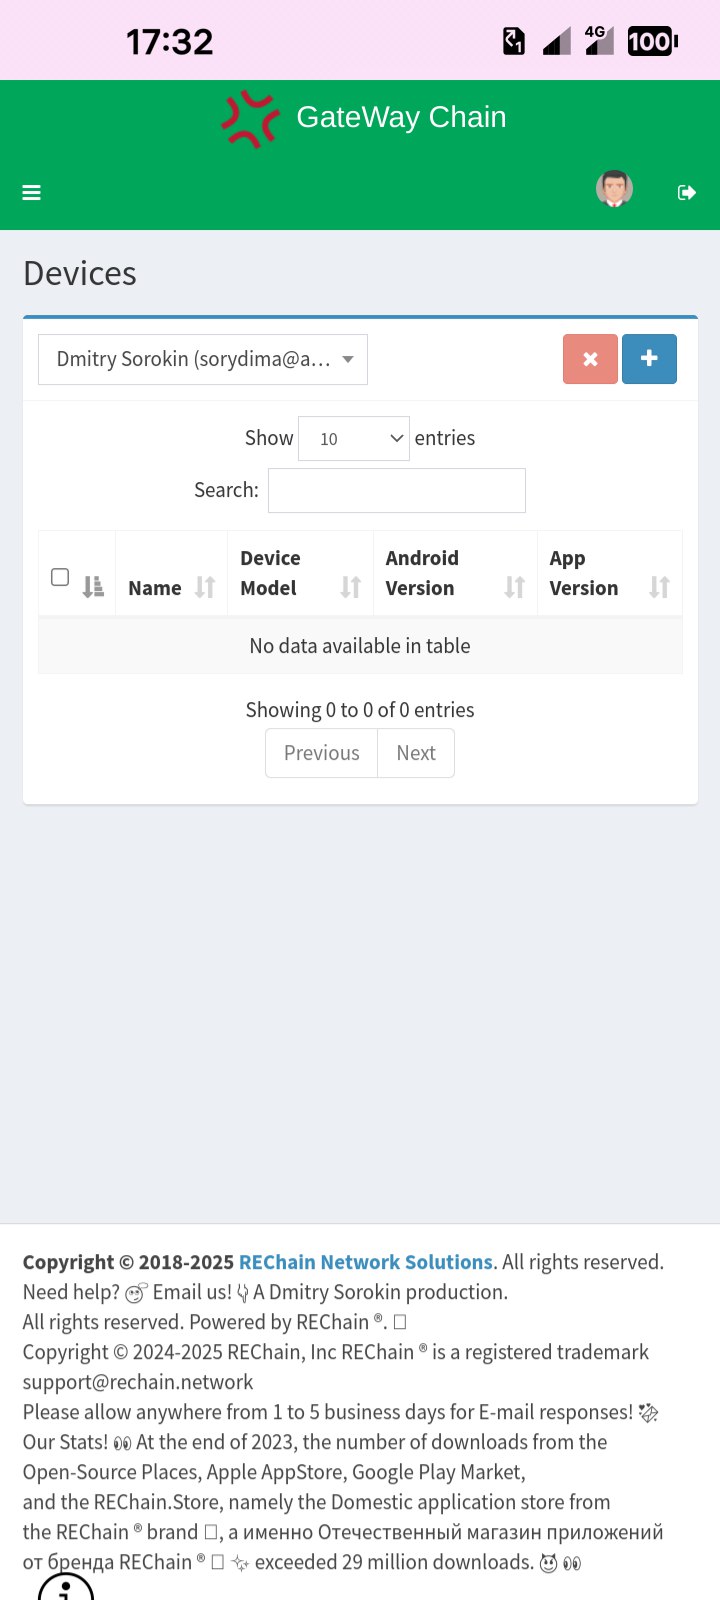 17:32
1
4G
100
GateWay Chain
Devices
Dmitry Sorokin (sorydima@a...
Show 10 entries
Search:
Name
Device Model
Android Version
App Version
No data available in table
Showing 0 to 0 of 0 entries
Previous Next
Copyright © 2018-2025 REChain Network Solutions. All rights reserved.
Need help? 😴 Email us! 👇 A Dmitry Sorokin production.
All rights reserved. Powered by REChain ®. □
Copyright © 2024-2025 REChain, Inc REChain ® is a registered trademark
support@rechain.network
Please allow anywhere from 1 to 5 business days for E-mail responses! 💌
Our Stats! 👀 At the end of 2023, the number of downloads from the
Open-Source Places, Apple AppStore, Google Play Market,
and the REChain.Store, namely the Domestic application store from
the REChain ® brand □, а именно Отечественный магазин приложений
от бренда REChain ® □ ✨ exceeded 29 million downloads. 😈 👀